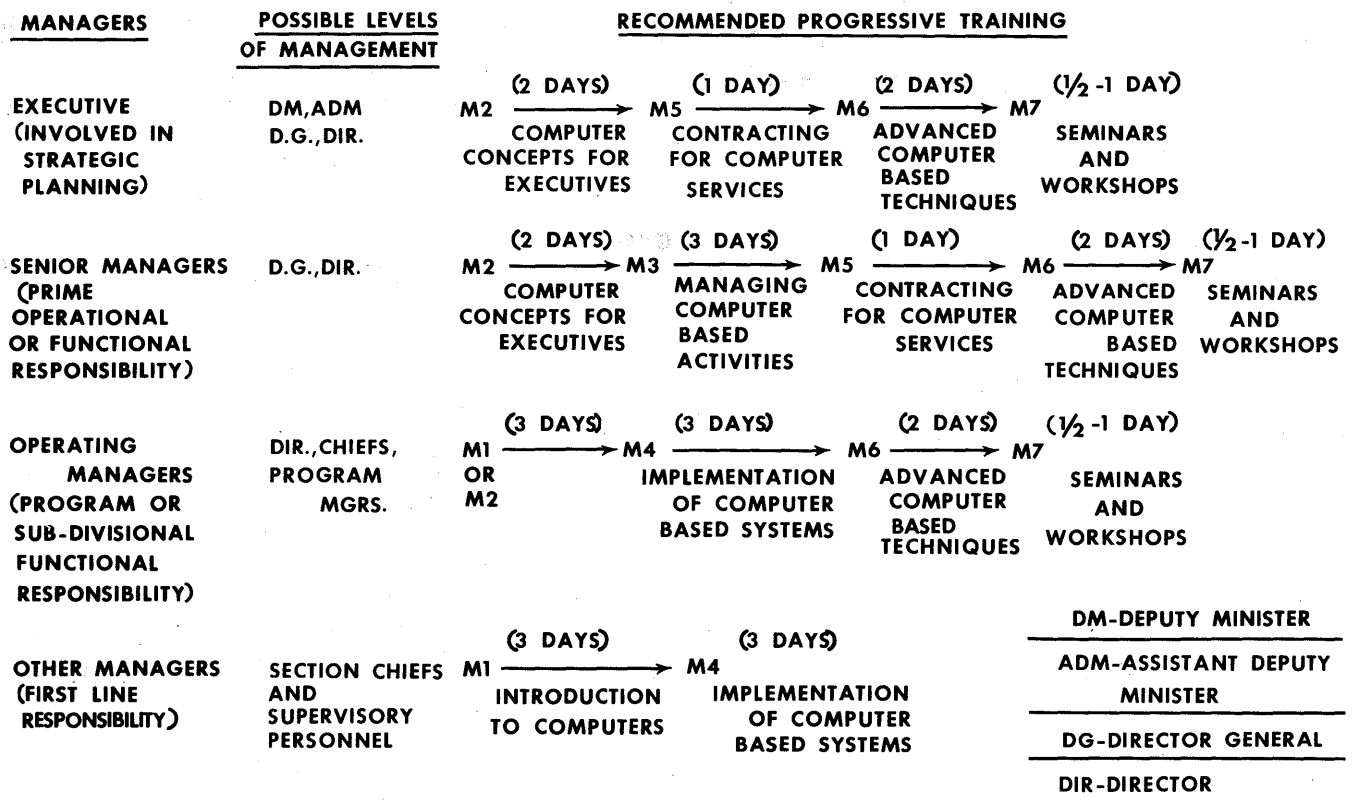 MANAGERS
POSSIBLE LEVELS
OF MANAGEMENT
RECOMMENDED PROGRESSIVE TRAINING
EXECUTIVE
(INVOLVED IN
STRATEGIC
PLANNING)
DM,ADM
D.G.,DIR.
(2 DAYS) (1 DAY) (2 DAYS) (1/2 -1 DAY)
M2 M5 M6 M7
COMPUTER
CONCEPTS FOR
EXECUTIVES
CONTRACTING
FOR COMPUTER
SERVICES
ADVANCED
COMPUTER
BASED
TECHNIQUES
SEMINARS
AND
WORKSHOPS
SENIOR MANAGERS
(PRIME
OPERATIONAL
OR FUNCTIONAL
RESPONSIBILITY)
D.G.,DIR.
(2 DAYS) (3 DAYS) (1 DAY) (2 DAYS) (1/2 -1 DAY)
M2 M3 M5 M6 M7
COMPUTER
CONCEPTS FOR
EXECUTIVES
MANAGING
COMPUTER
BASED
ACTIVITIES
CONTRACTING
FOR COMPUTER
SERVICES
ADVANCED
COMPUTER
BASED
TECHNIQUES
SEMINARS
AND
WORKSHOPS
OPERATING
MANAGERS
(PROGRAM OR
SUB-DIVISIONAL
FUNCTIONAL
RESPONSIBILITY)
DIR.,CHIEFS,
PROGRAM
MGRS.
(3 DAYS) (3 DAYS) (2 DAYS) (1/2 -1 DAY)
M1 M4 M6 M7
OR
M2
IMPLEMENTATION
OF COMPUTER
BASED SYSTEMS
ADVANCED
COMPUTER
BASED
TECHNIQUES
SEMINARS
AND
WORKSHOPS
OTHER MANAGERS
(FIRST LINE
RESPONSIBILITY)
SECTION CHIEFS
AND
SUPERVISORY
PERSONNEL
(3 DAYS) (3 DAYS)
M1 M4
INTRODUCTION
TO COMPUTERS
IMPLEMENTATION
OF COMPUTER
BASED SYSTEMS
DM-DEPUTY MINISTER
ADM-ASSISTANT DEPUTY
MINISTER
DG-DIRECTOR GENERAL
DIR-DIRECTOR